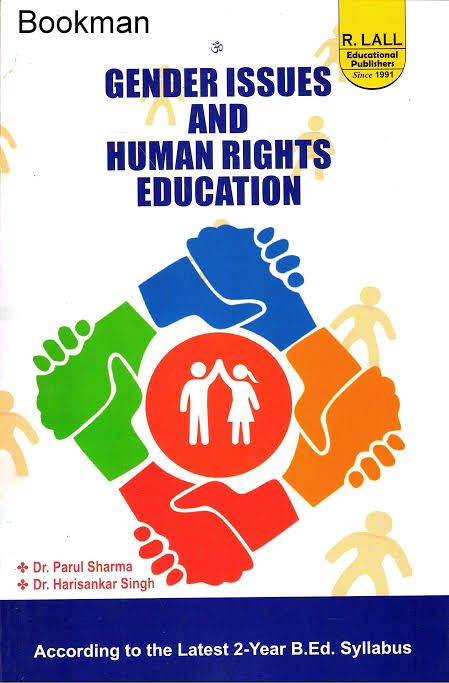 Bookman
ॐ
R. LALL
Educational
Publishers
Since 1991
GENDER ISSUES
AND
HUMAN RIGHTS
EDUCATION
❖ Dr. Parul Sharma
❖ Dr. Harisankar Singh
According to the Latest 2-Year B.Ed. Syllabus